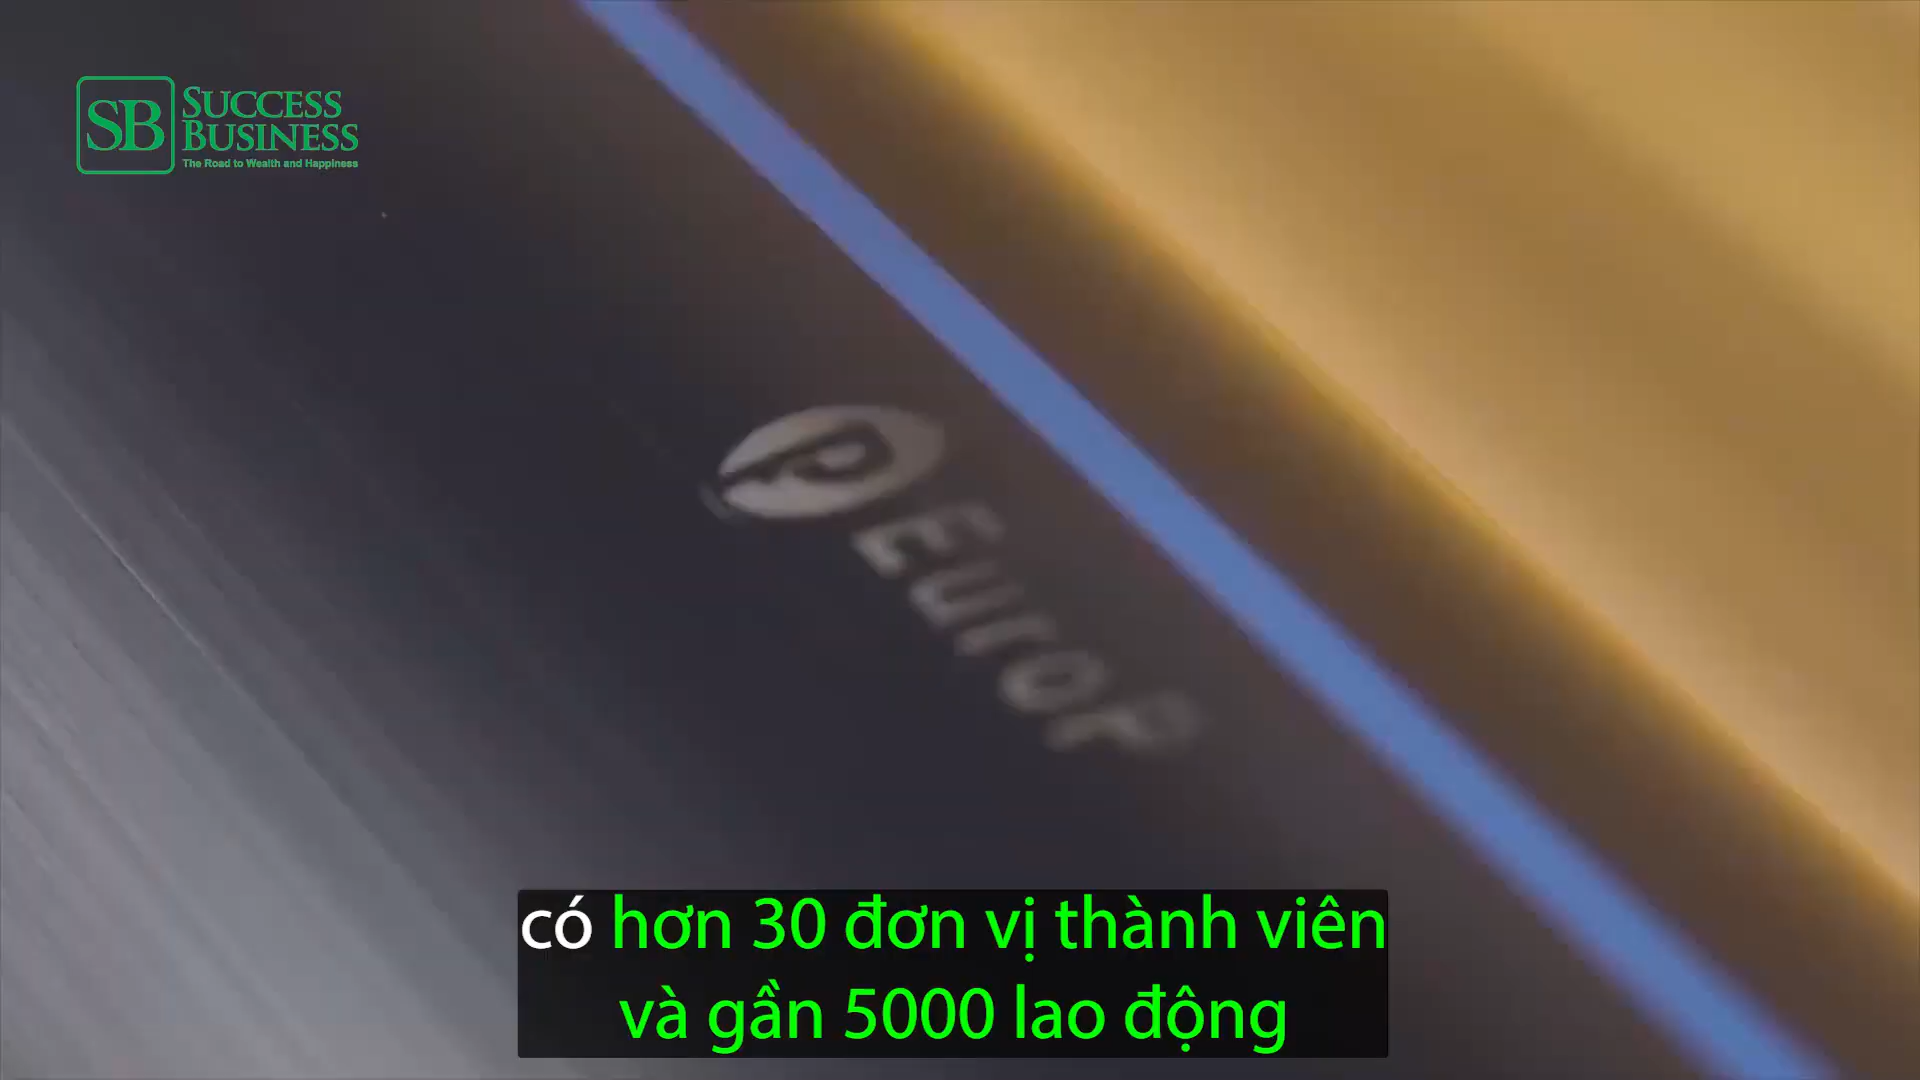 SB
SUCCESS
BUSINESS
The Road to Wealth and Happiness
P EuroP
có hơn 30 đơn vị thành viên
và gần 5000 lao động